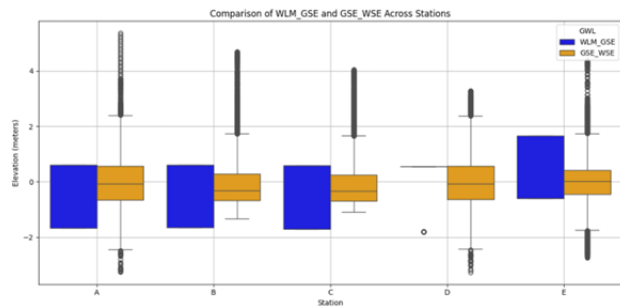 Comparison of WLM_GSE and GSE_WSE Across Stations
GWL
WLM_GSE
GSE_WSE
Elevation (meters)
4
2
0
−2
A
B
C
D
E
Station